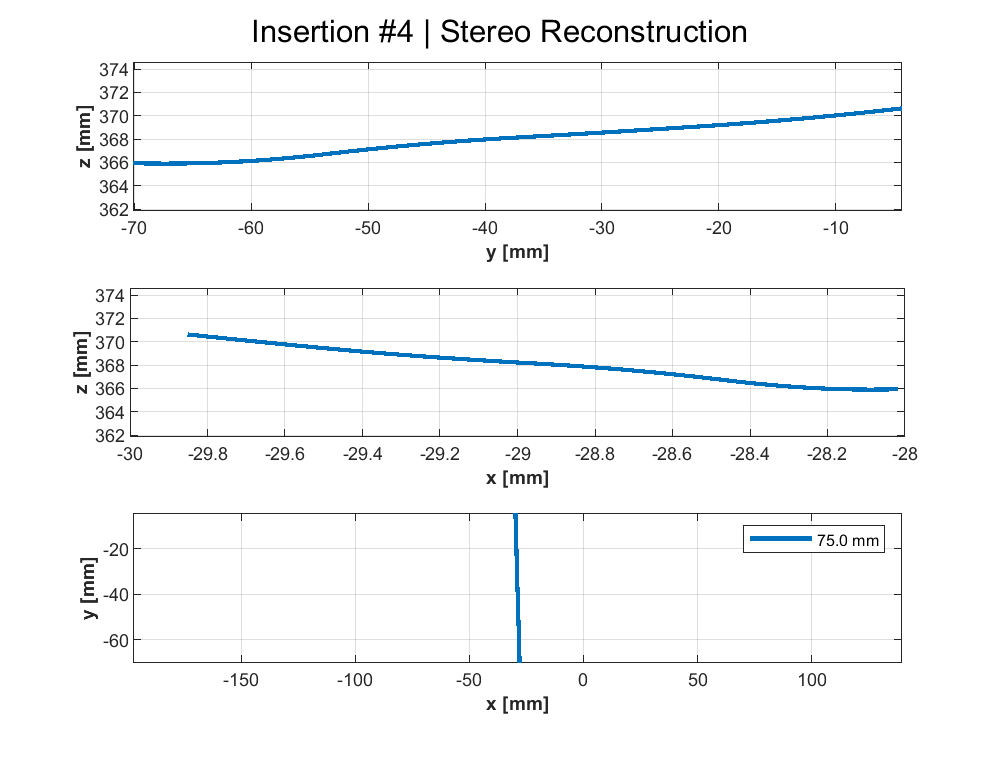 Insertion #4 | Stereo Reconstruction
374
372
370
368
366
364
362
z [mm]
-70 -60 -50 -40 -30 -20 -10
y [mm]
374
372
370
368
366
364
362
z [mm]
-30 -29.8 -29.6 -29.4 -29.2 -29 -28.8 -28.6 -28.4 -28.2 -28
x [mm]
75.0 mm
-20
-40
-60
y [mm]
-150 -100 -50 0 50 100
x [mm]